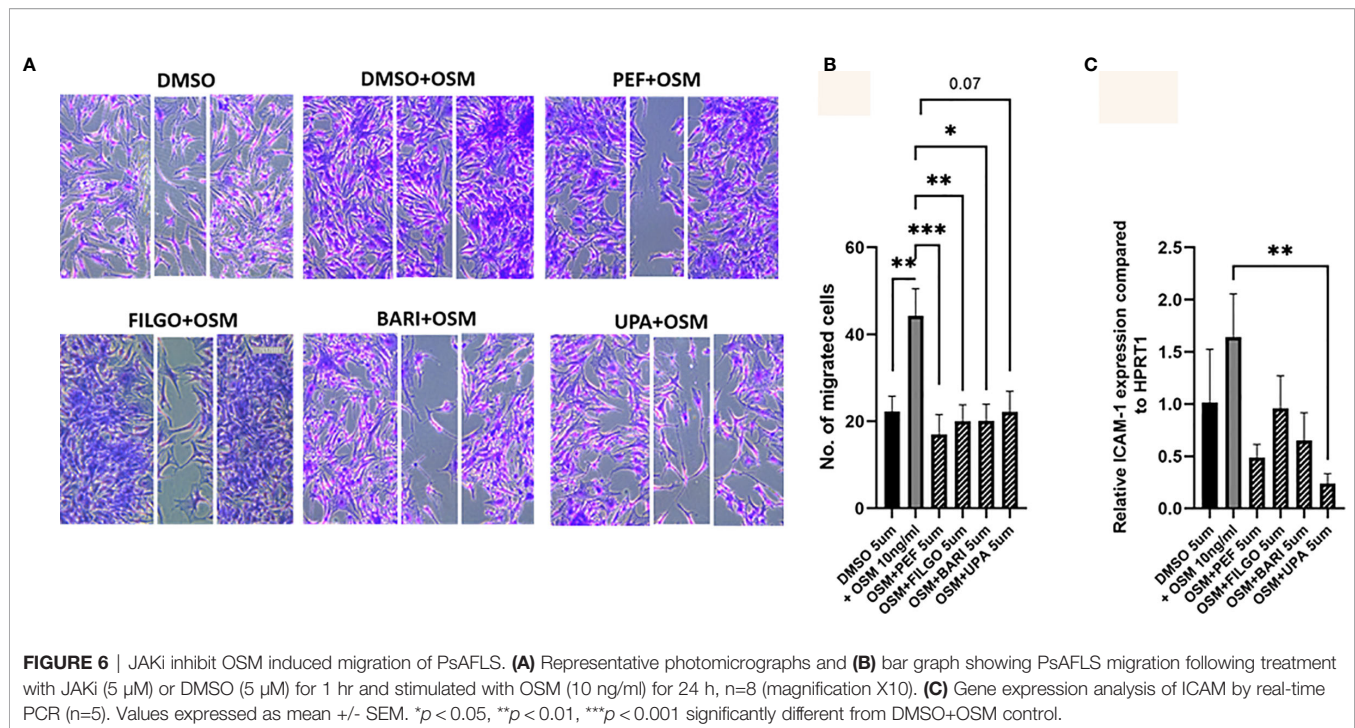 A
DMSO
DMSO+OSM
PEF+OSM
FILGO+OSM
BARI+OSM
UPA+OSM
B
0.07
*
**
***
**
No. of migrated cells
60
40
20
0
DMSO 5um
+ OSM 10ng/ml
OSM+PEF 5um
OSM+FILGO 5um
OSM+BARI 5um
OSM+UPA 5um
C
**
Relative ICAM-1 expression compared
to HPRT1
2.5
2.0
1.5
1.0
0.5
0.0
DMSO 5um
+ OSM 10ng/ml
OSM+PEF 5um
OSM+FILGO 5um
OSM+BARI 5um
OSM+UPA 5um
FIGURE 6 | JAKi inhibit OSM induced migration of PsAFLS. (A) Representative photomicrographs and (B) bar graph showing PsAFLS migration following treatment
with JAKi (5 µM) or DMSO (5 µM) for 1 hr and stimulated with OSM (10 ng/ml) for 24 h, n=8 (magnification X10). (C) Gene expression analysis of ICAM by real-time
PCR (n=5). Values expressed as mean +/- SEM. *p < 0.05, **p < 0.01, ***p < 0.001 significantly different from DMSO+OSM control.